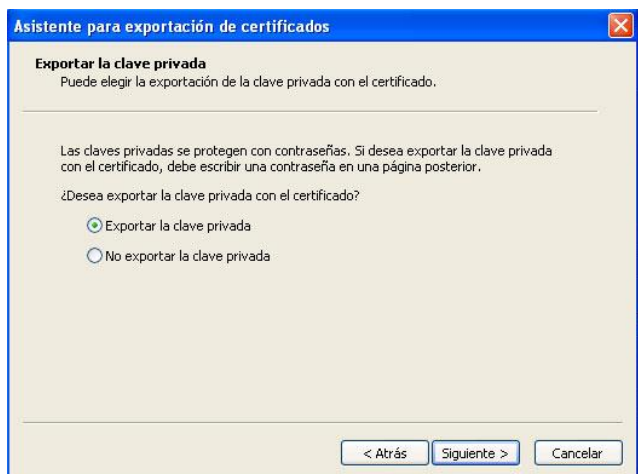 Asistente para exportación de certificados
Exportar la clave privada
Puede elegir la exportación de la clave privada con el certificado.
Las claves privadas se protegen con contraseñas. Si desea exportar la clave privada
con el certificado, debe escribir una contraseña en una página posterior.
¿Desea exportar la clave privada con el certificado?
Exportar la clave privada
No exportar la clave privada
< Atrás Siguiente > Cancelar